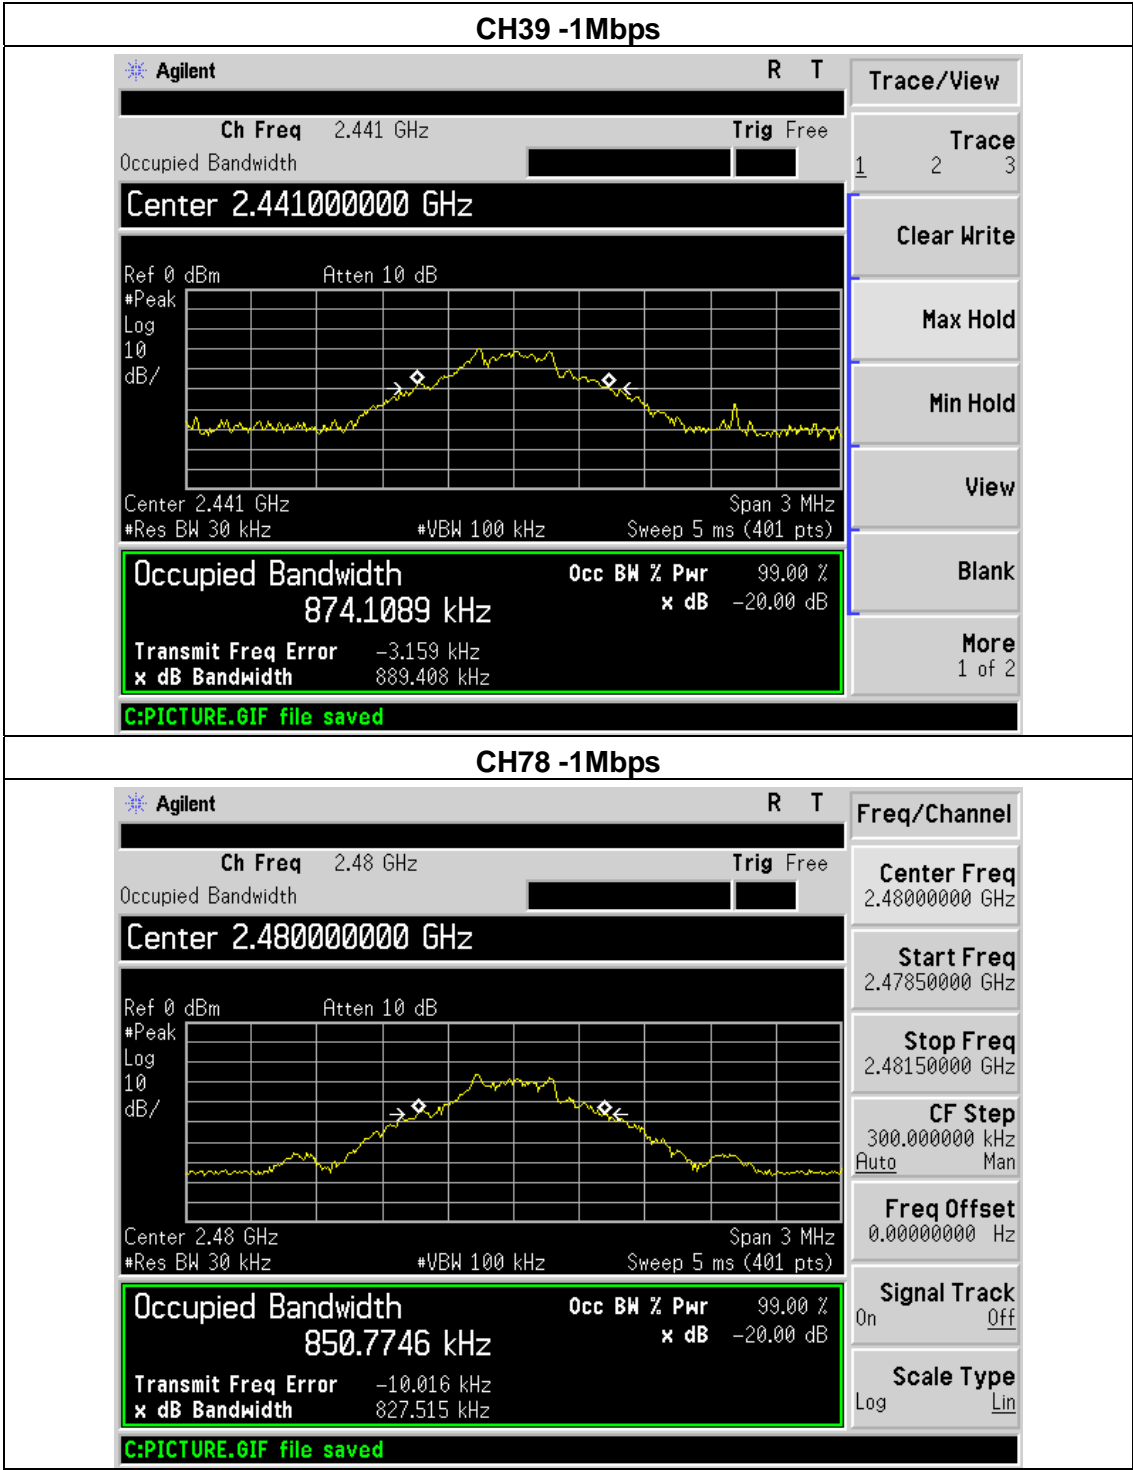 CH39 -1Mbps
Agilent
R T
Trace/View
Ch Freq 2.441 GHz
Trig Free
Occupied Bandwidth
Trace
1 2 3
Center 2.441000000 GHz
Clear Write
Ref 0 dBm Atten 10 dB
#Peak
Log
10
dB/
Max Hold
Min Hold
View
Center 2.441 GHz
Span 3 MHz
#Res BW 30 kHz
#VBW 100 kHz
Sweep 5 ms (401 pts)
Occupied Bandwidth
874.1089 kHz
Occ BW % Pwr 99.00 %
x dB -20.00 dB
Blank
Transmit Freq Error -3.159 kHz
x dB Bandwidth 889.408 kHz
More
1 of 2
C:PICTURE.GIF file saved
CH78 -1Mbps
Agilent
R T
Freq/Channel
Ch Freq 2.48 GHz
Trig Free
Occupied Bandwidth
Center Freq
2.48000000 GHz
Center 2.480000000 GHz
Start Freq
2.47850000 GHz
Ref 0 dBm Atten 10 dB
#Peak
Log
10
dB/
Stop Freq
2.48150000 GHz
CF Step
300.000000 kHz
Auto Man
Freq Offset
0.00000000 Hz
Center 2.48 GHz
Span 3 MHz
#Res BW 30 kHz
#VBW 100 kHz
Sweep 5 ms (401 pts)
Occupied Bandwidth
850.7746 kHz
Occ BW % Pwr 99.00 %
x dB -20.00 dB
Signal Track
On Off
Transmit Freq Error -10.016 kHz
x dB Bandwidth 827.515 kHz
Scale Type
Log Lin
C:PICTURE.GIF file saved